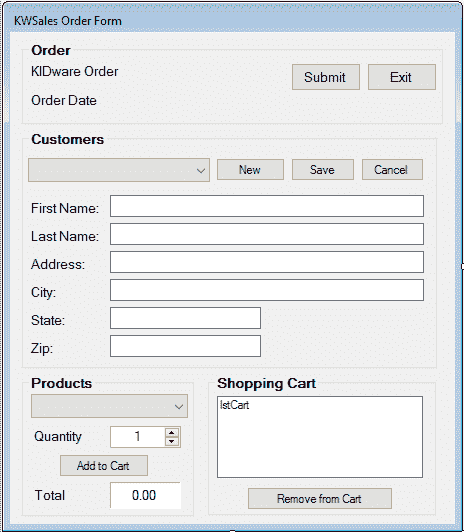 KWSales Order Form
Order
KIDware Order
Submit
Exit
Order Date
Customers
New
Save
Cancel
First Name:
Last Name:
Address:
City:
State:
Zip:
Products
Quantity
1
Add to Cart
Total
0.00
Shopping Cart
lstCart
Remove from Cart